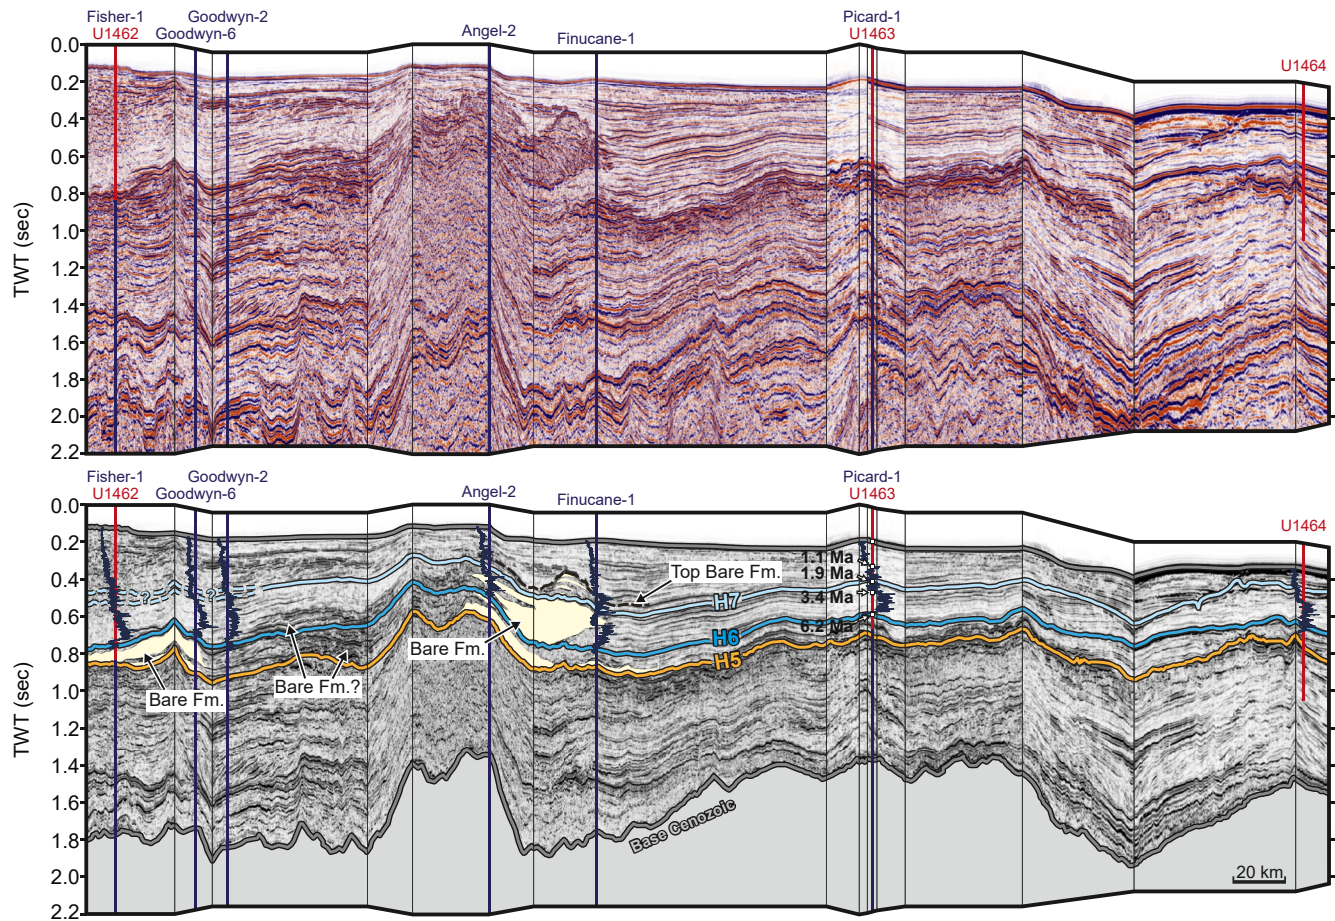 Fisher-1
Goodwyn-2
Picard-1
U1462
Goodwyn-6
Angel-2
Finucane-1
U1463
U1464
0.0
0.2
0.4
0.6
0.8
1.0
1.2
1.4
1.6
1.8
2.0
2.2
TWT (sec)
Fisher-1
Goodwyn-2
Picard-1
U1462
Goodwyn-6
Angel-2
Finucane-1
U1463
U1464
0.0
0.2
0.4
0.6
0.8
1.0
1.2
1.4
1.6
1.8
2.0
2.2
TWT (sec)
1.1 Ma
1.9 Ma
3.4 Ma
6.2 Ma
Top Bare Fm.
H7
H6
H5
? ?
Bare Fm.
Bare Fm.?
Bare Fm.
Base Cenozoic
20 km